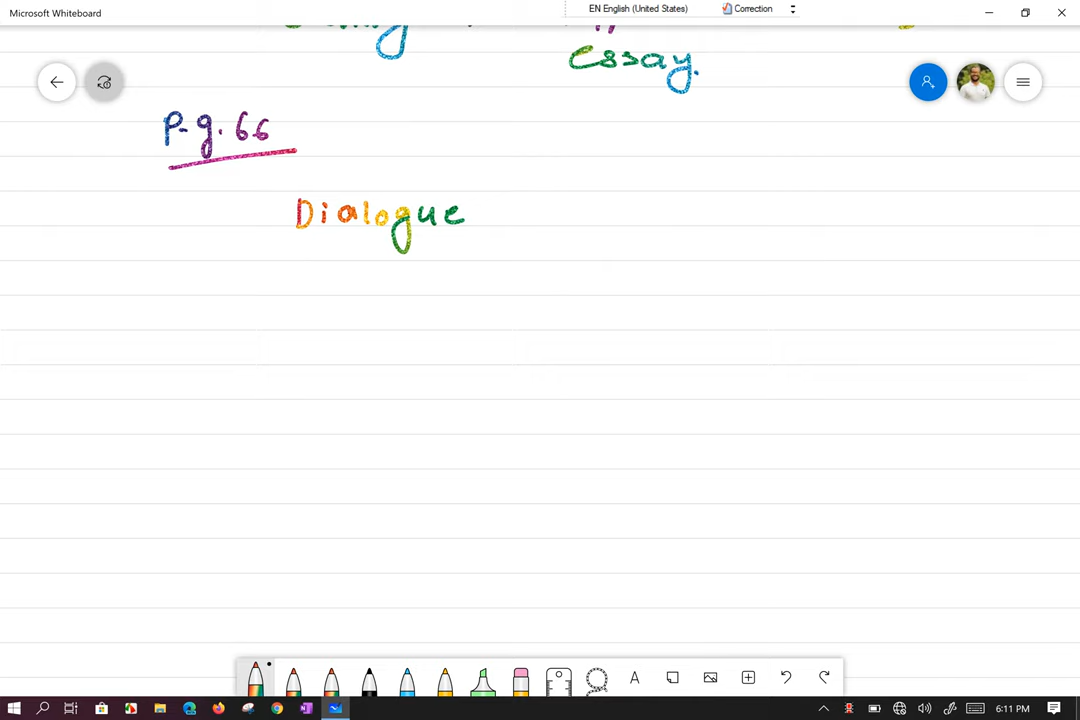 Microsoft Whiteboard
EN English (United States) Correction
essay.
P-g. 66
Dialogue
A
6:11 PM